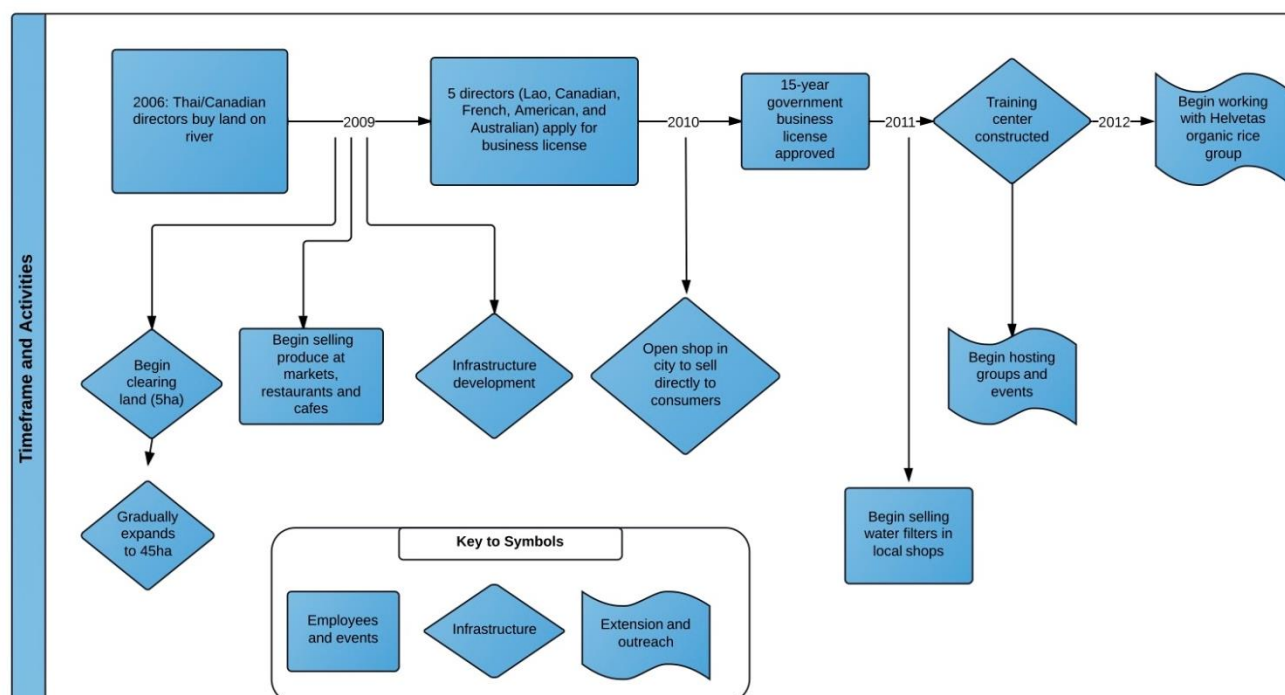 Timeframe and Activities
2006: Thai/Canadian
directors buy land on
river
2009
5 directors (Lao, Canadian,
French, American, and
Australian) apply for
business license
2010
15-year
government
business
license
approved
2011
Training
center
constructed
2012
Begin working
with Helvetas
organic rice
group
Begin
clearing
land (5ha)
Begin selling
produce at
markets,
restaurants and
cafes
Infrastructure
development
Open shop in
city to sell
directly to
consumers
Begin hosting
groups and
events
Gradually
expands
to 45ha
Begin selling
water filters in
local shops
Key to Symbols
Employees
and events
Infrastructure
Extension and
outreach